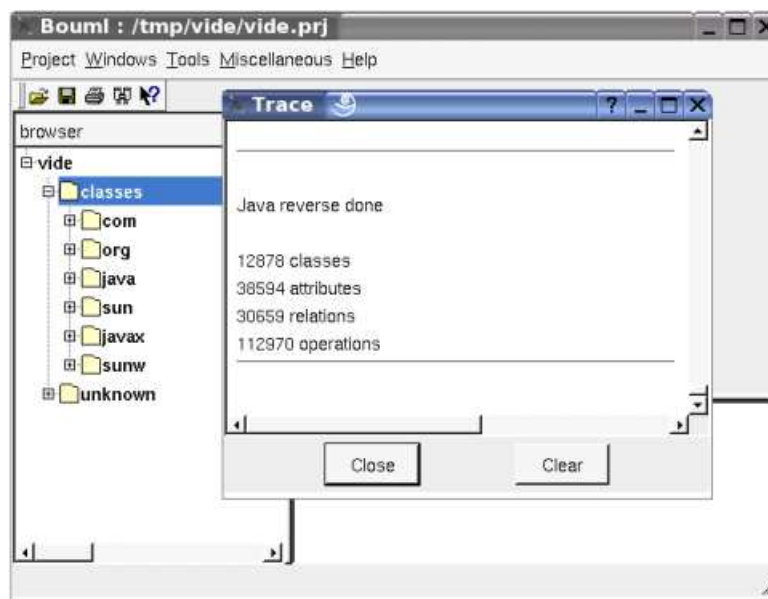 Bouml : /tmp/vide/vide.prj
Project Windows Tools Miscellaneous Help
browser
vide
classes
com
org
java
sun
javax
sunw
unknown
Trace
Java reverse done
12878 classes
38594 attributes
30659 relations
112970 operations
Close
Clear